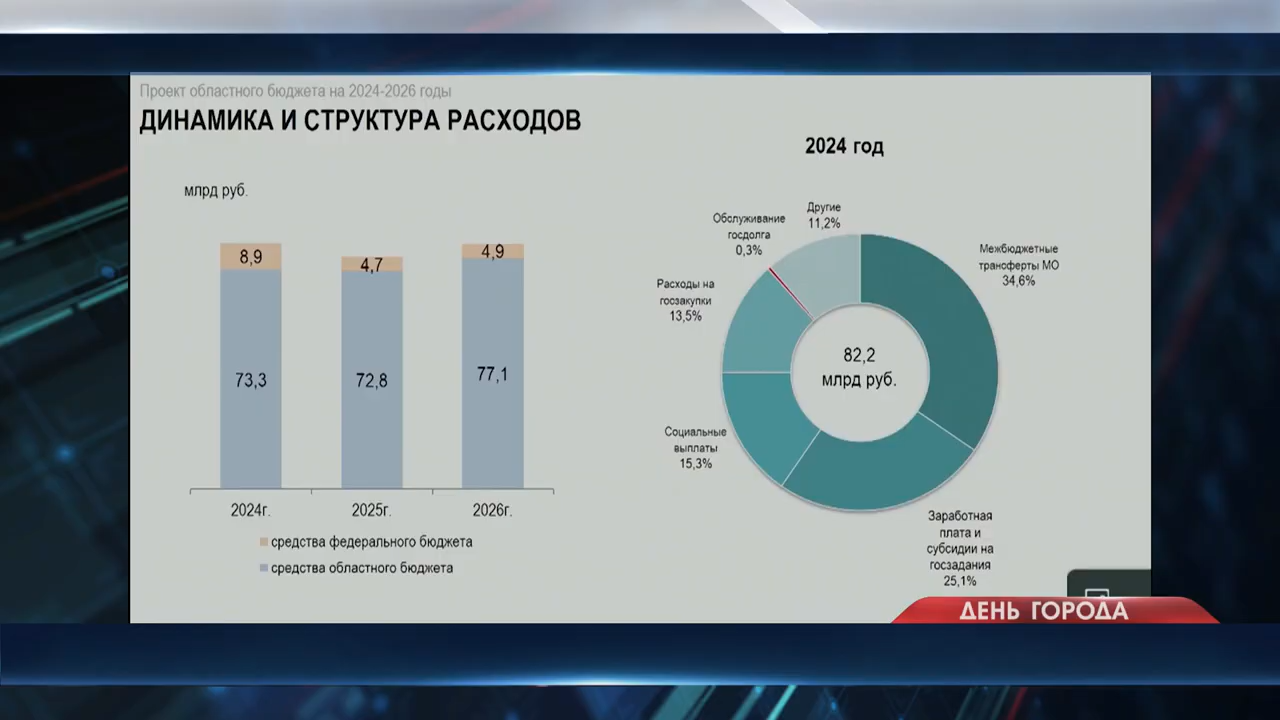 Проект областного бюджета на 2024-2026 годы
ДИНАМИКА И СТРУКТУРА РАСХОДОВ
млрд руб.
8,9
4,7
4,9
73,3
72,8
77,1
2024г.
2025г.
2026г.
средства федерального бюджета
средства областного бюджета
2024 год
Другие
11,2%
Обслуживание
госдолга
0,3%
Межбюджетные
трансферты МО
34,6%
Расходы на
госзакупки
13,5%
82,2
млрд руб.
Социальные
выплаты
15,3%
Заработная
плата и
субсидии на
госзадания
25,1%
ДЕНЬ ГОРОДА